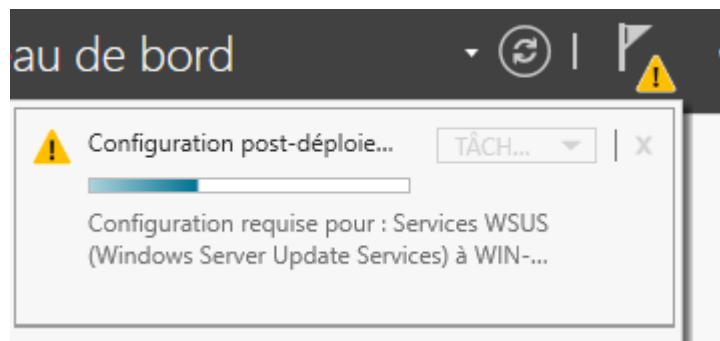 au de bord
Configuration post-déploie...
TÂCH...
X
Configuration requise pour : Services WSUS
(Windows Server Update Services) à WIN-...